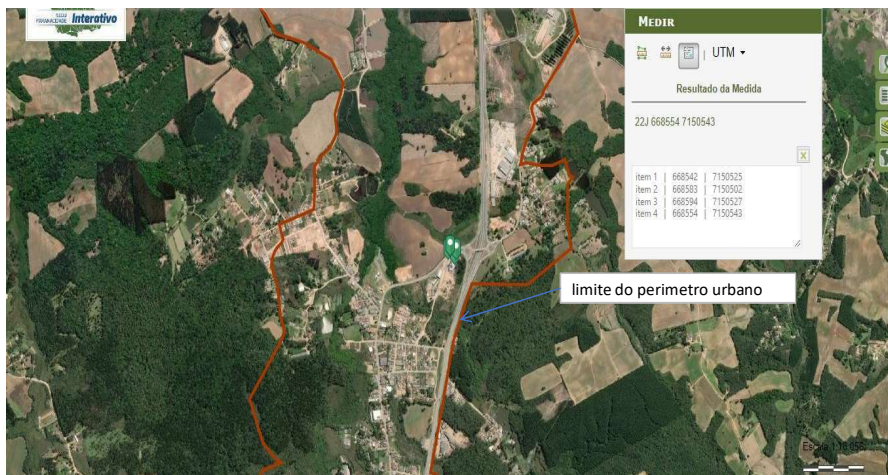 Interativo
MEDIR
UTM
Resultado da Medida
22J 668554 7150543
x
item 1 | 668542 | 7150525
item 2 | 668583 | 7150502
item 3 | 668594 | 7150527
item 4 | 668554 | 7150543
limite do perimetro urbano